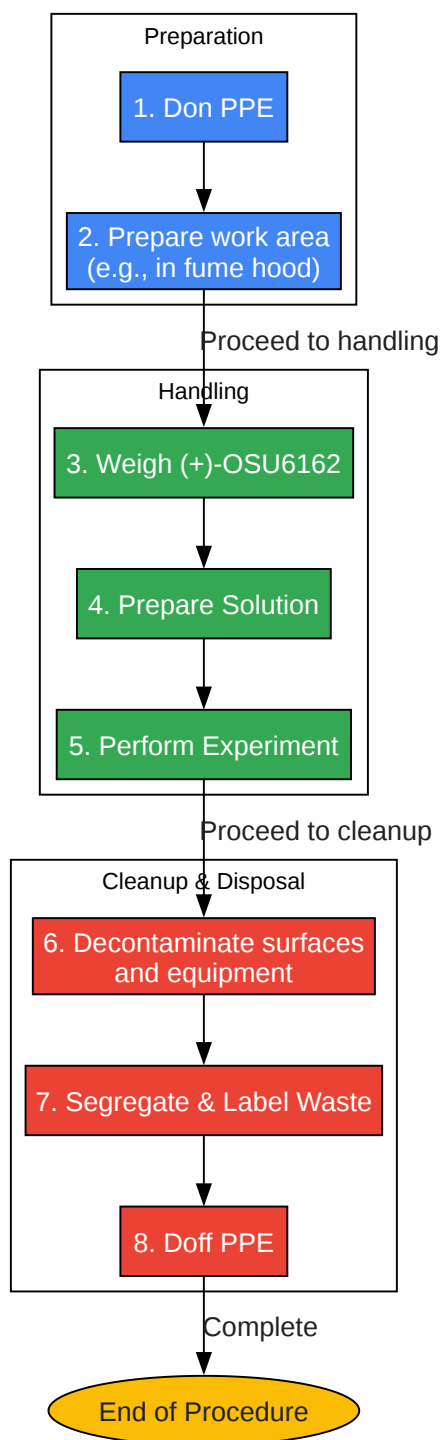 Preparation
1. Don PPE
2. Prepare work area
(e.g., in fume hood)
Proceed to handling
Handling
3. Weigh (+)-OSU6162
4. Prepare Solution
5. Perform Experiment
Proceed to cleanup
Cleanup & Disposal
6. Decontaminate surfaces
and equipment
7. Segregate & Label Waste
8. Doff PPE
Complete
End of Procedure